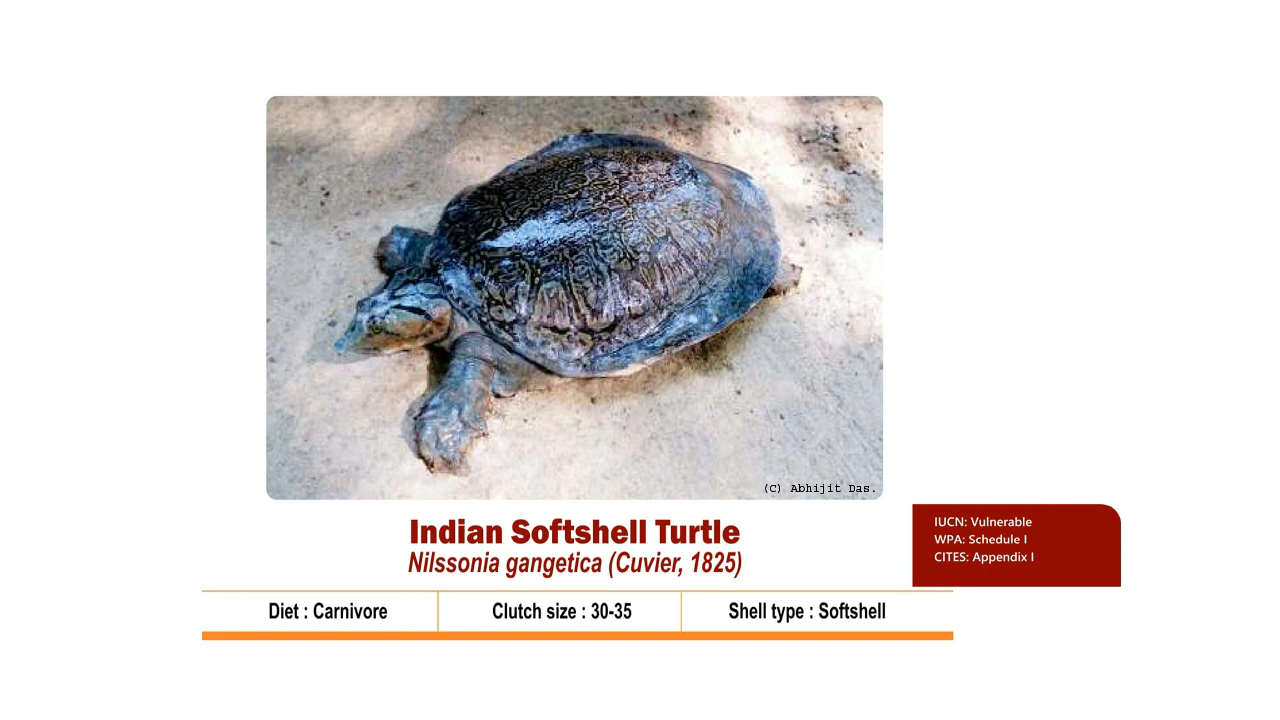 (C) Abhijit Das.
Indian Softshell Turtle
Nilssonia gangetica (Cuvier, 1825)
IUCN: Vulnerable
WPA: Schedule I
CITES: Appendix I
Diet : Carnivore
Clutch size : 30-35
Shell type : Softshell